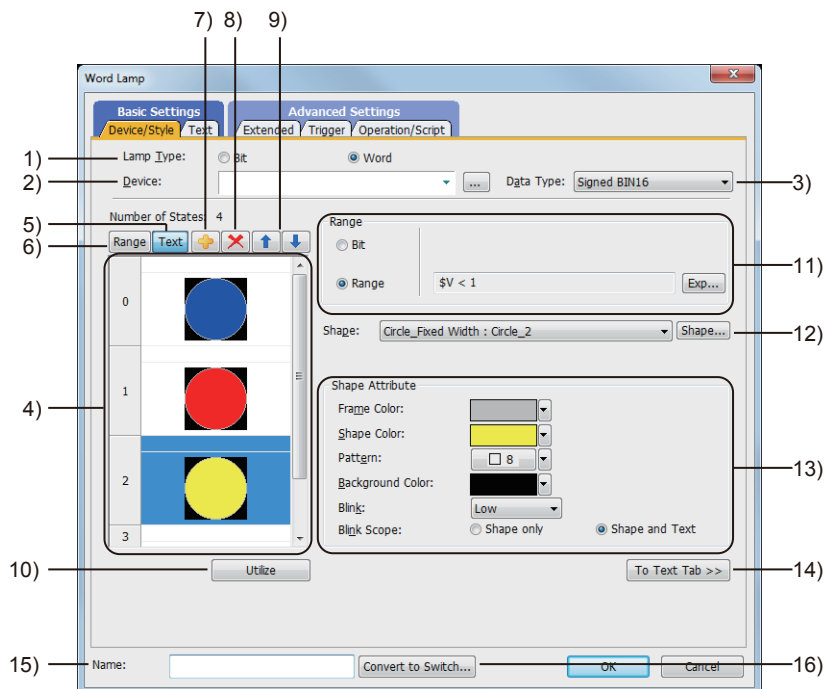 7) 8) 9)
Word Lamp
Basic Settings Advanced Settings
Device/Style Text Extended Trigger Operation/Script
1) Lamp Type: Bit Word
2) Device: ... Data Type: Signed BIN16 3)
Number of States: 4
5)
6) Range Text
Range
Bit
Range $V < 1 Exp...
11)
0
Shape: Circle_Fixed Width : Circle_2 Shape... 12)
1
4)
Shape Attribute
Frame Color:
Shape Color:
Pattern: 8
13)
2
Background Color:
Blink: Low
Blink Scope: Shape only Shape and Text
3
10) Utilize To Text Tab >> 14)
15) Name: Convert to Switch... OK Cancel 16)